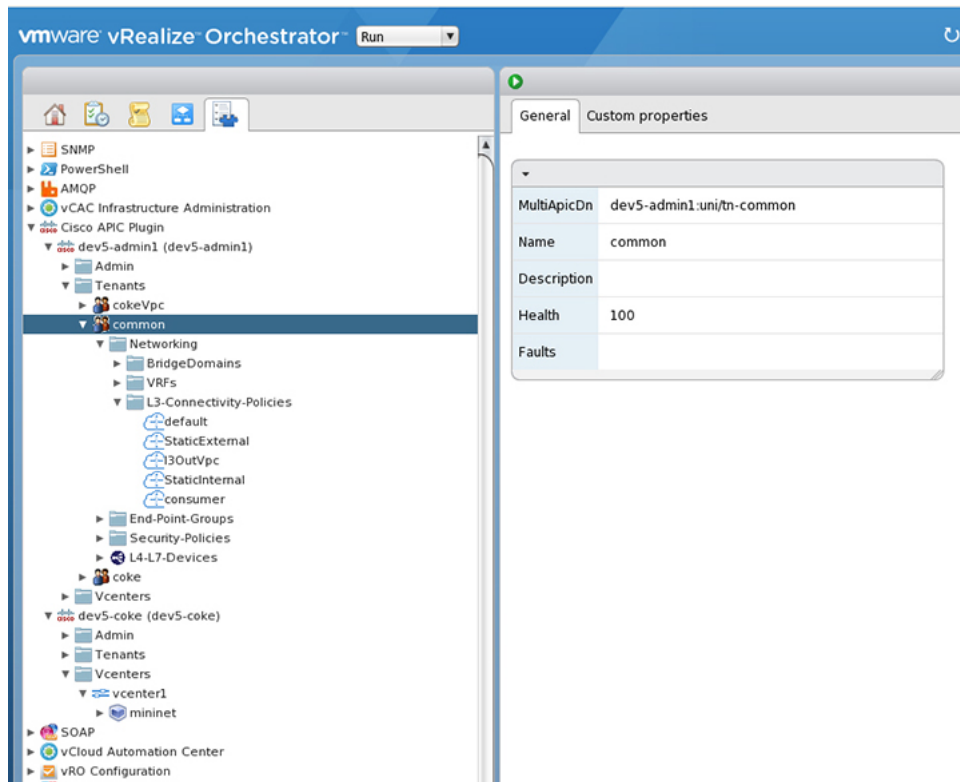 vmware vRealize™ Orchestrator™ Run
General Custom properties
SNMP
PowerShell
AMQP
vCAC Infrastructure Administration
Cisco APIC Plugin
dev5-admin1 (dev5-admin1)
Admin
Tenants
cokeVpc
common
Networking
BridgeDomains
VRFs
L3-Connectivity-Policies
default
StaticExternal
l3OutVpc
StaticInternal
consumer
End-Point-Groups
Security-Policies
L4-L7-Devices
coke
Vcenters
dev5-coke (dev5-coke)
Admin
Tenants
Vcenters
vcenter1
mininet
SOAP
vCloud Automation Center
vRO Configuration
MultiApicDn dev5-admin1:uni/tn-common
Name common
Description
Health 100
Faults